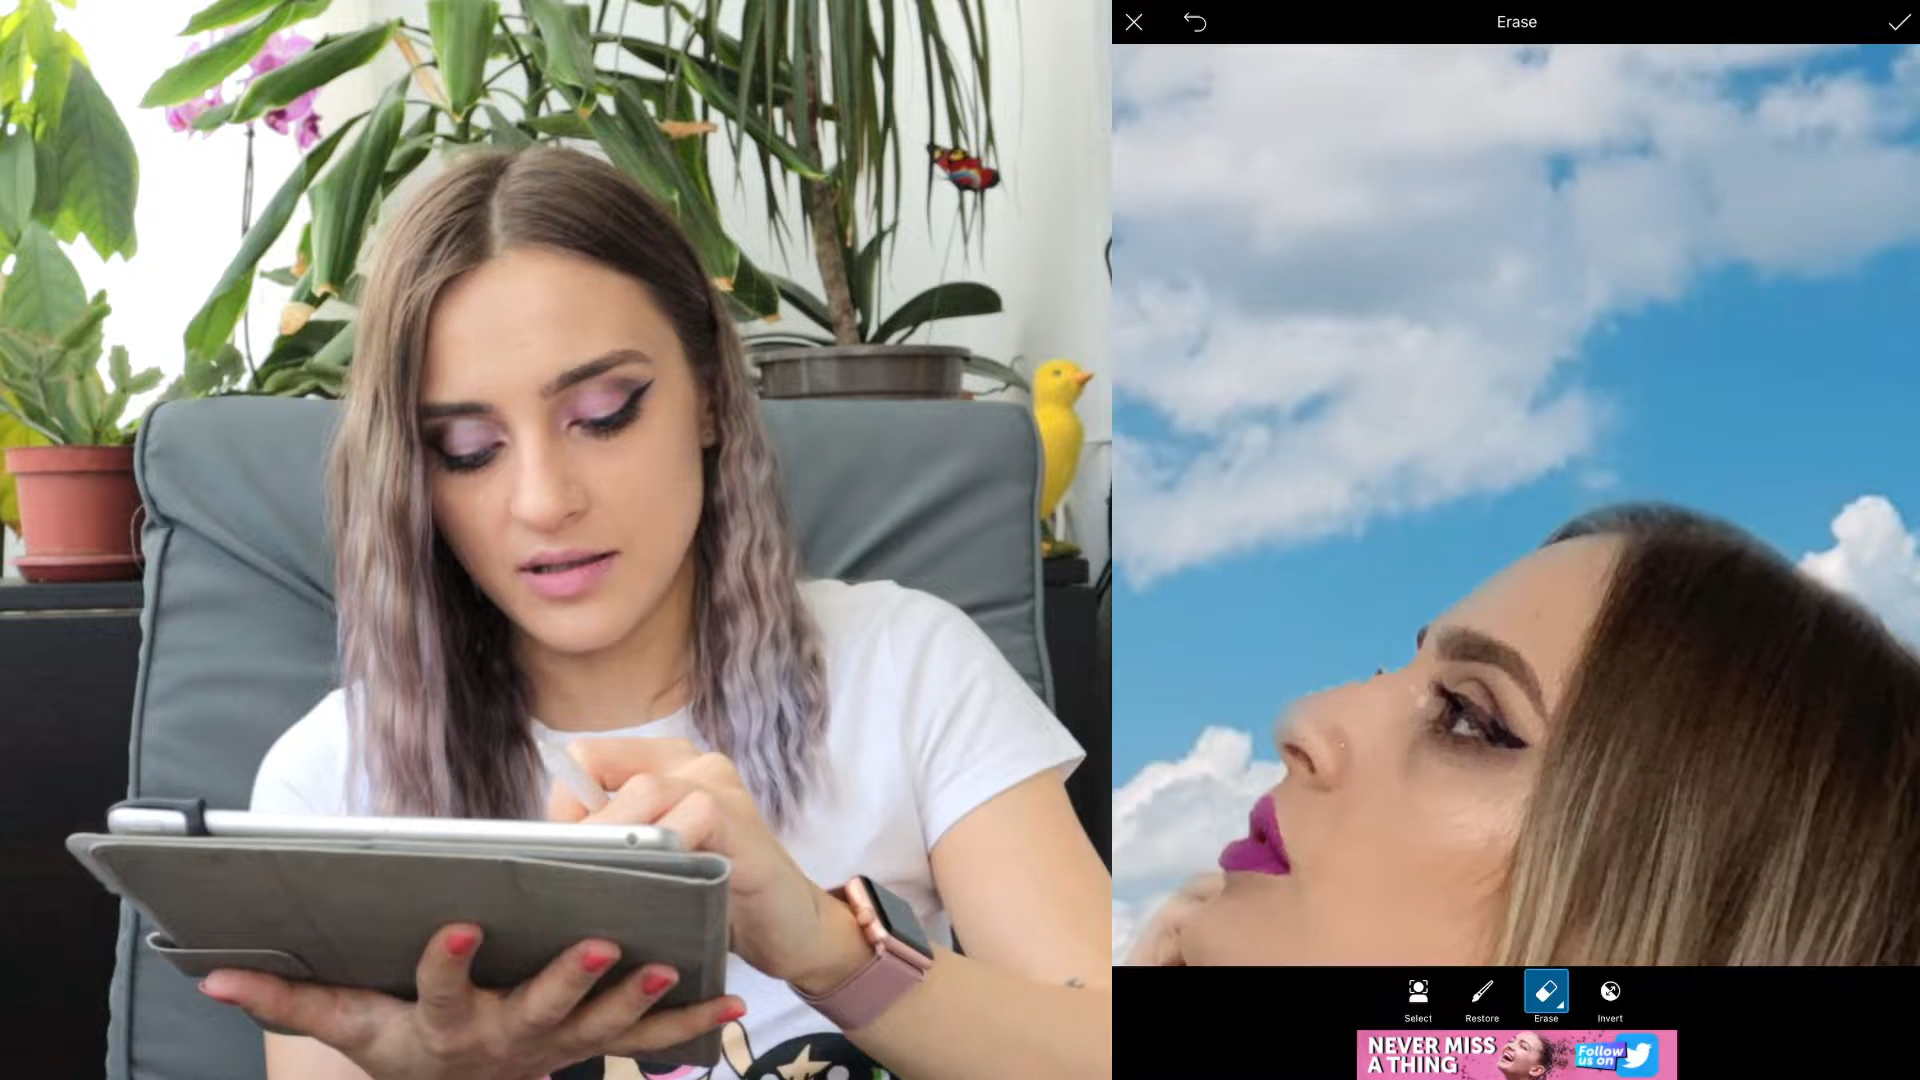 Erase
Select
Restore
Erase
Invert
NEVER MISS
A THING
Follow
us on